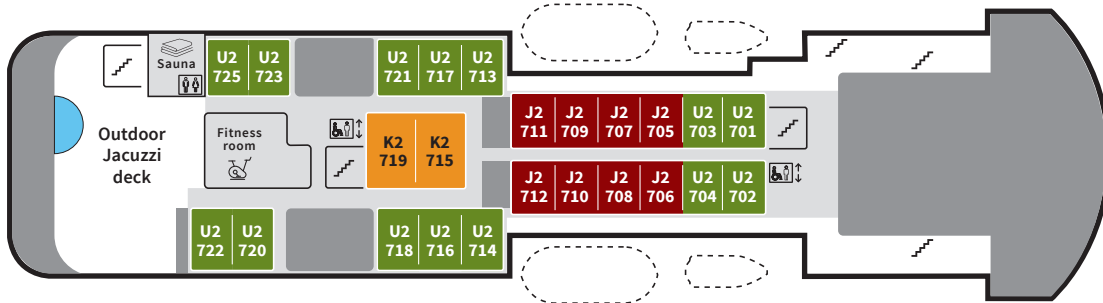 Sauna
U2 U2
725 723
U2 U2 U2
721 717 713
J2 J2 J2 J2 U2 U2
711 709 707 705 703 701
Outdoor
Jacuzzi
deck
Fitness
room
K2 K2
719 715
J2 J2 J2 J2 U2 U2
712 710 708 706 704 702
U2 U2
722 720
U2 U2 U2
718 716 714